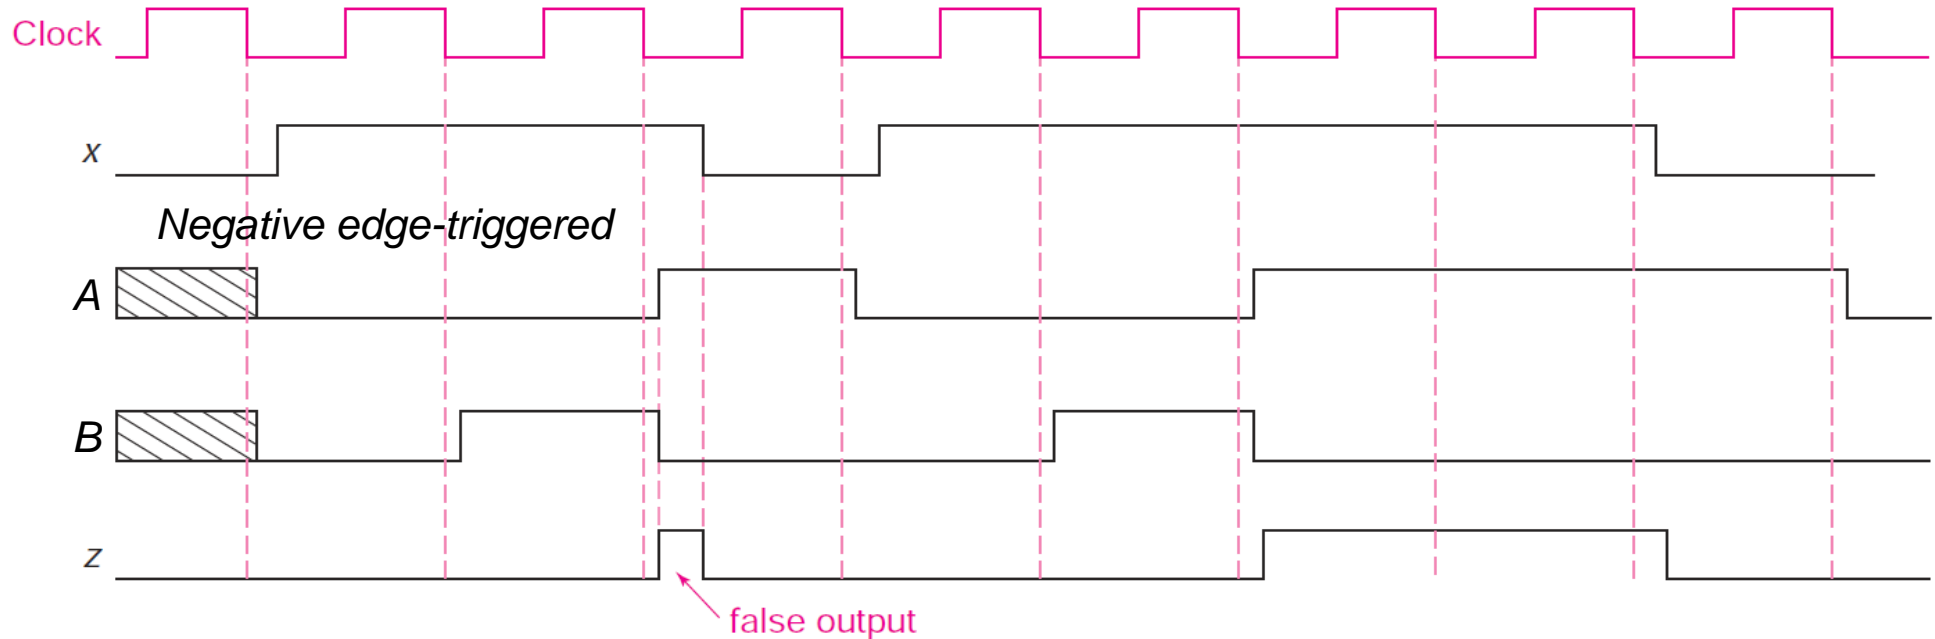 Clock
x
Negative edge-triggered
A
B
z
false output